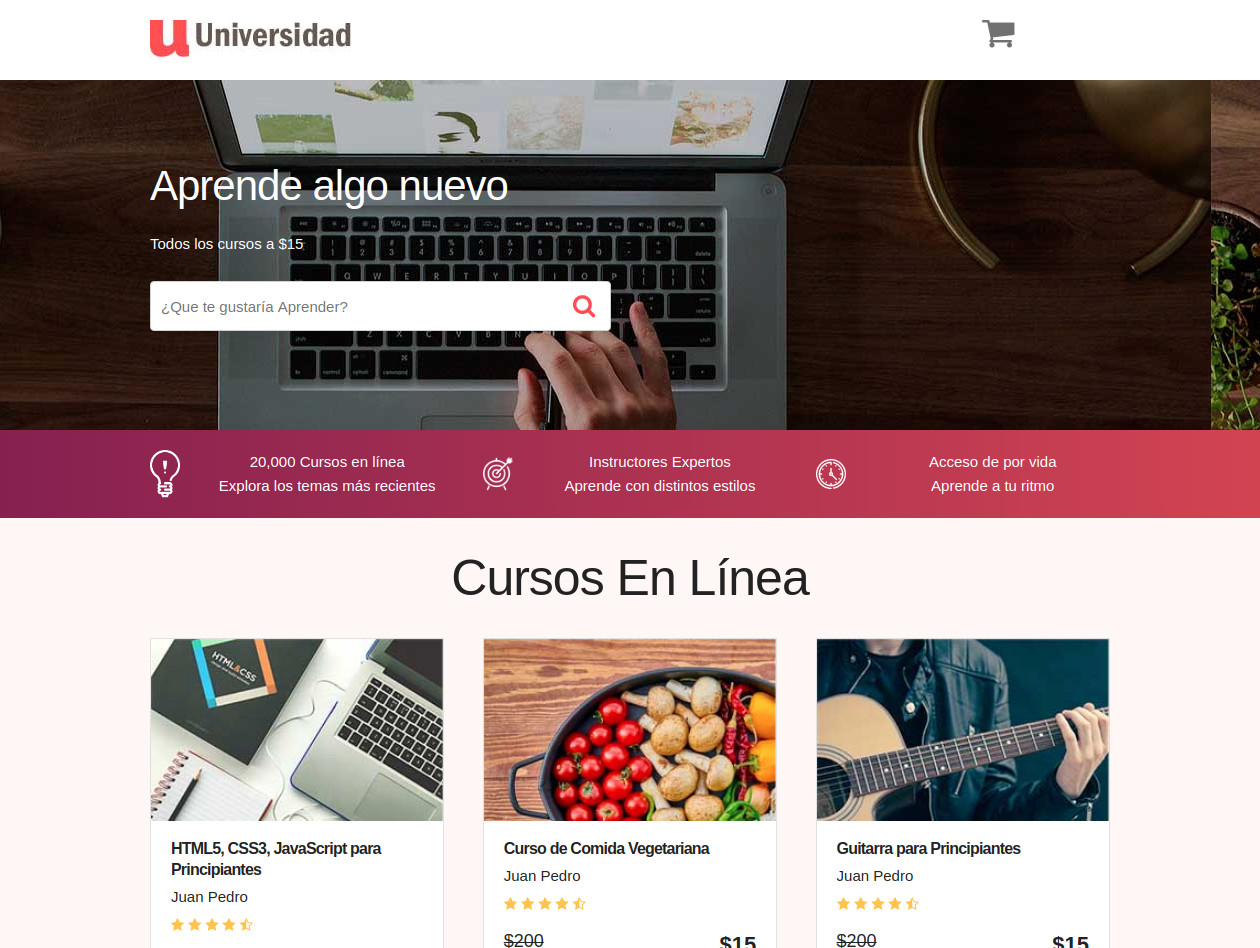 Universidad
Aprende algo nuevo
Todos los cursos a $15
¿Que te gustaría Aprender?
20,000 Cursos en línea
Explora los temas más recientes
Instructores Expertos
Aprende con distintos estilos
Acceso de por vida
Aprende a tu ritmo
Cursos En Línea
HTML&CSS
HTML5, CSS3, JavaScript para
Principiantes
Juan Pedro
Curso de Comida Vegetariana
Juan Pedro
$200 $15
Guitarra para Principiantes
Juan Pedro
$200 $15